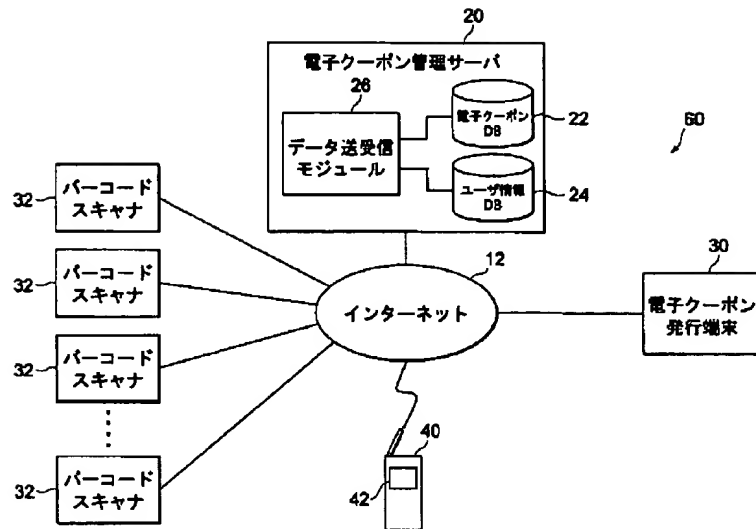 20
電子クーポン管理サーバ
26
データ送受信
モジュール
電子クーポン
DB
22
ユーザ情報
DB
24
60
32
バーコード
スキャナ
32
バーコード
スキャナ
32
バーコード
スキャナ
32
バーコード
スキャナ
12
インターネット
30
電子クーポン
発行端末
40
42